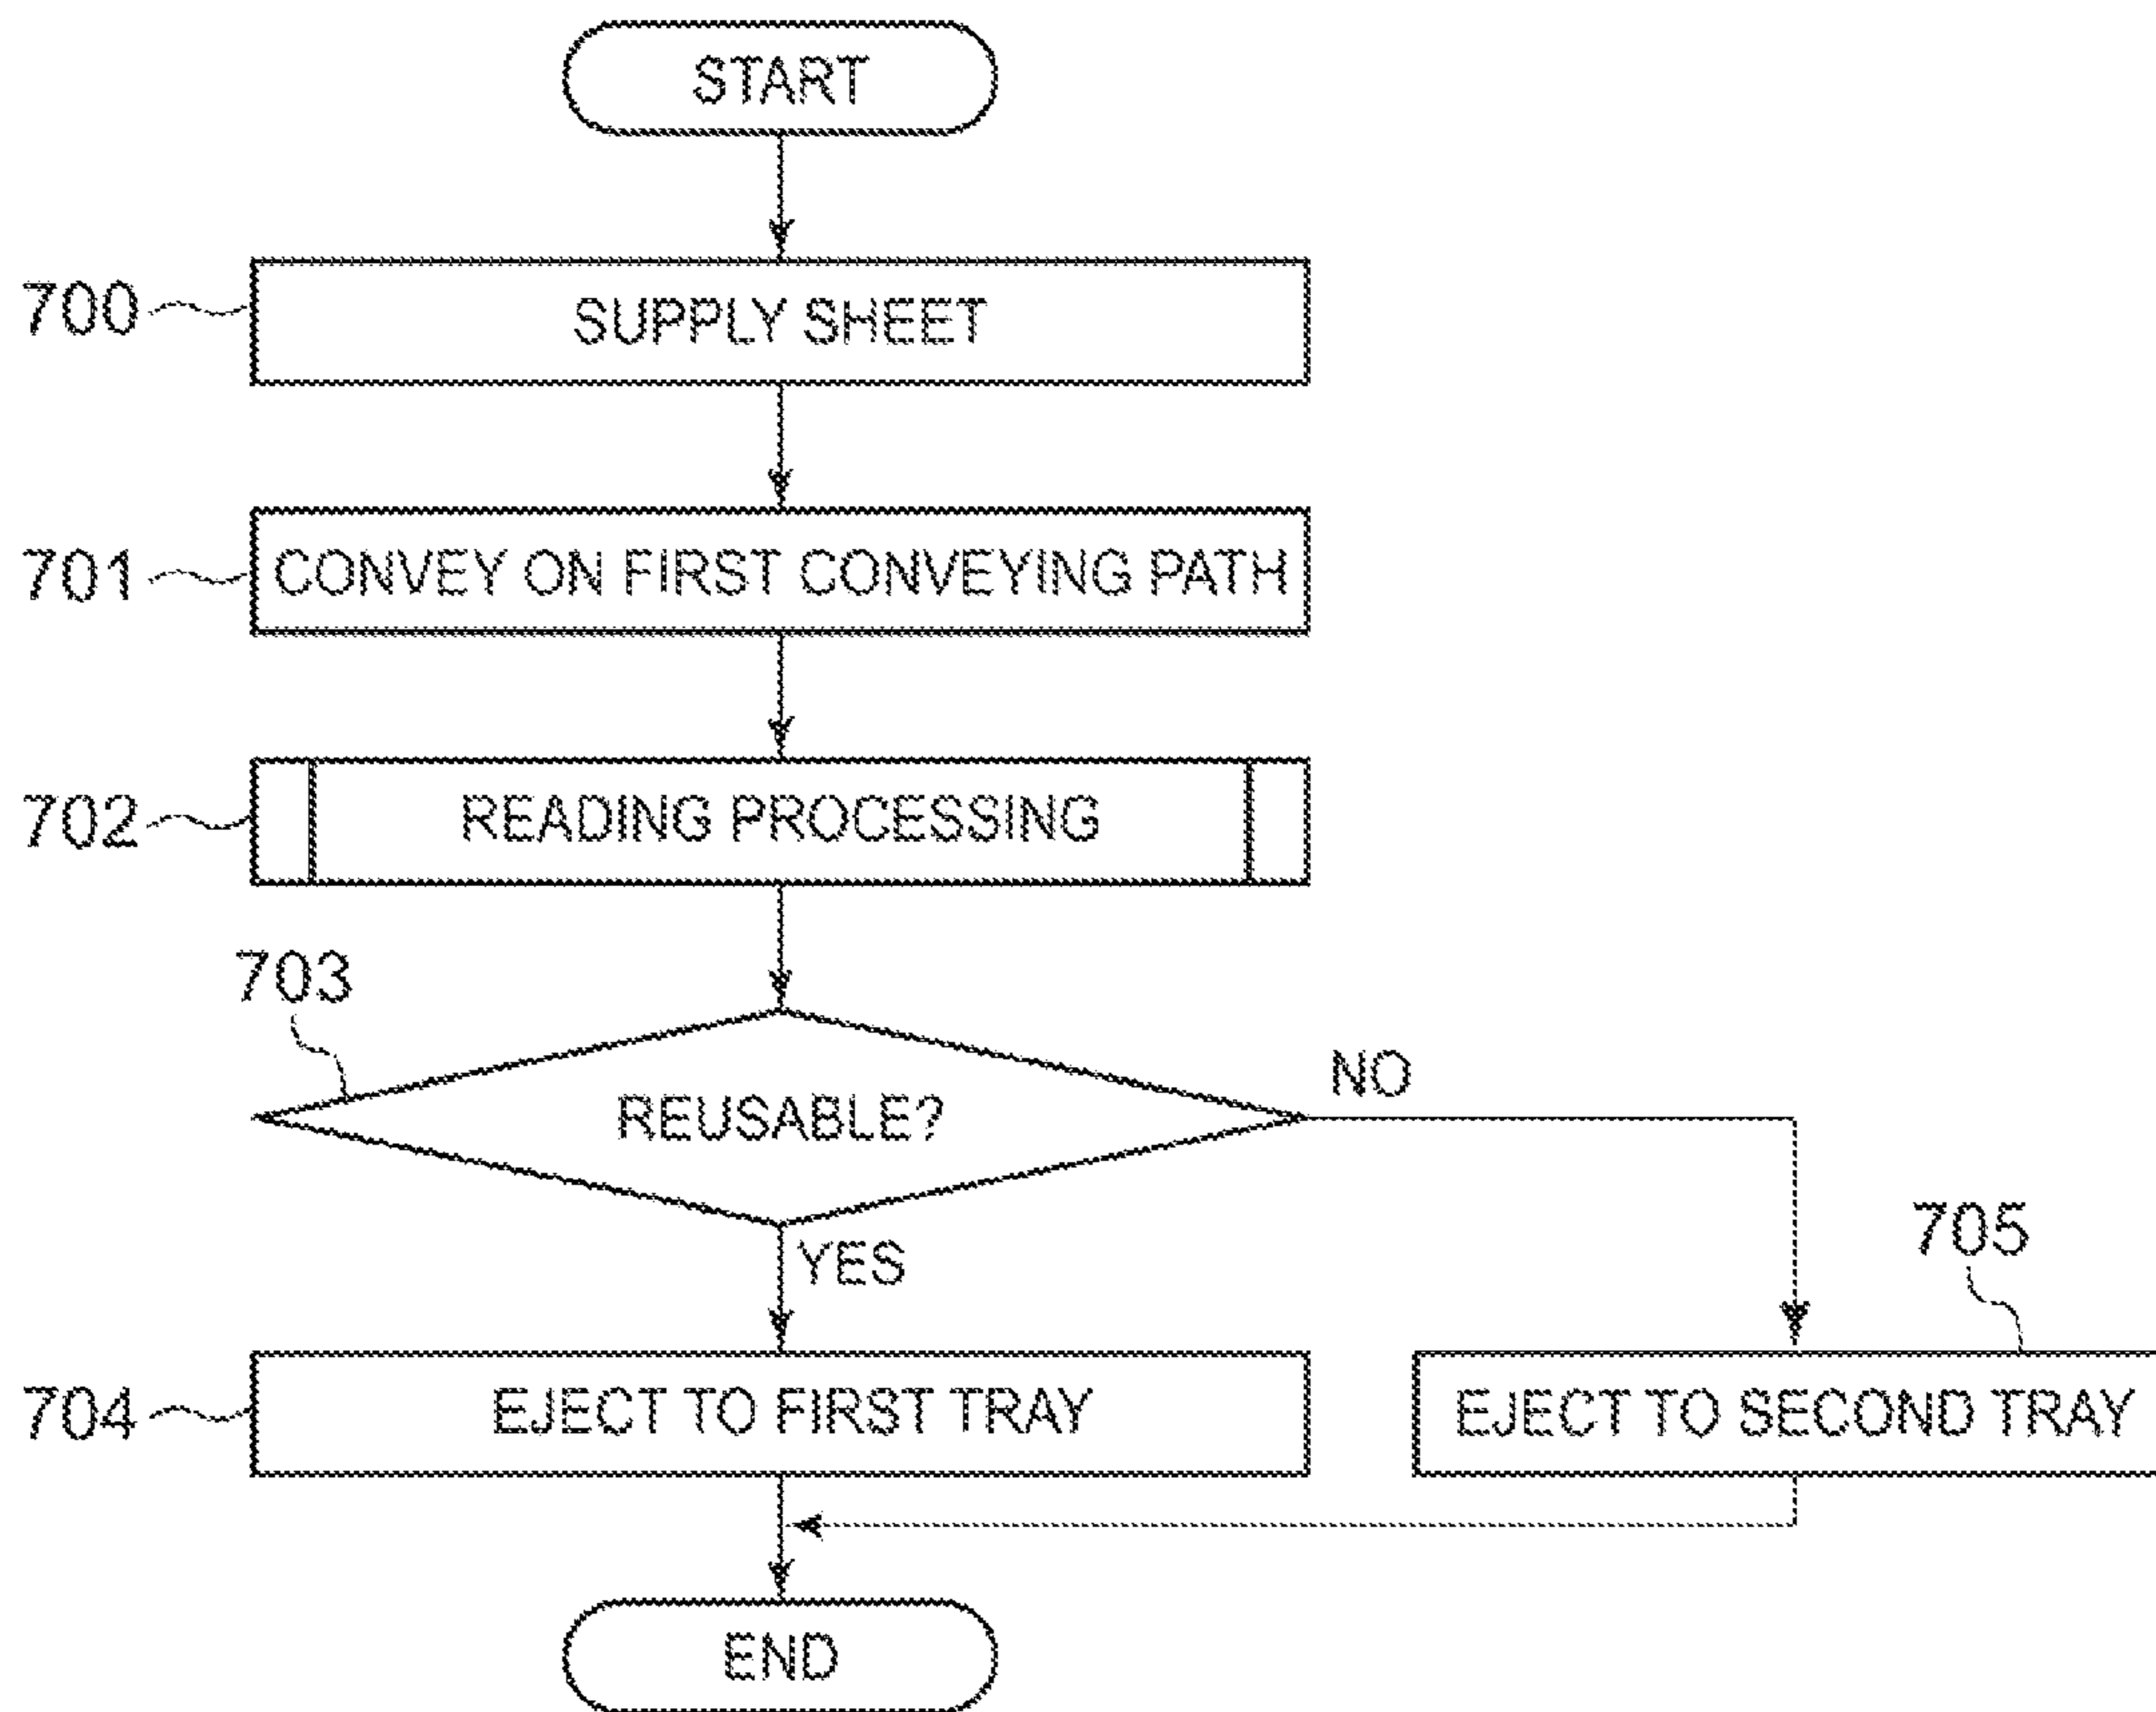 START
700
SUPPLY SHEET
701
CONVEY ON FIRST CONVEYING PATH
702
READING PROCESSING
703
REUSABLE?
NO
YES
705
704
EJECT TO FIRST TRAY
EJECT TO SECOND TRAY
END